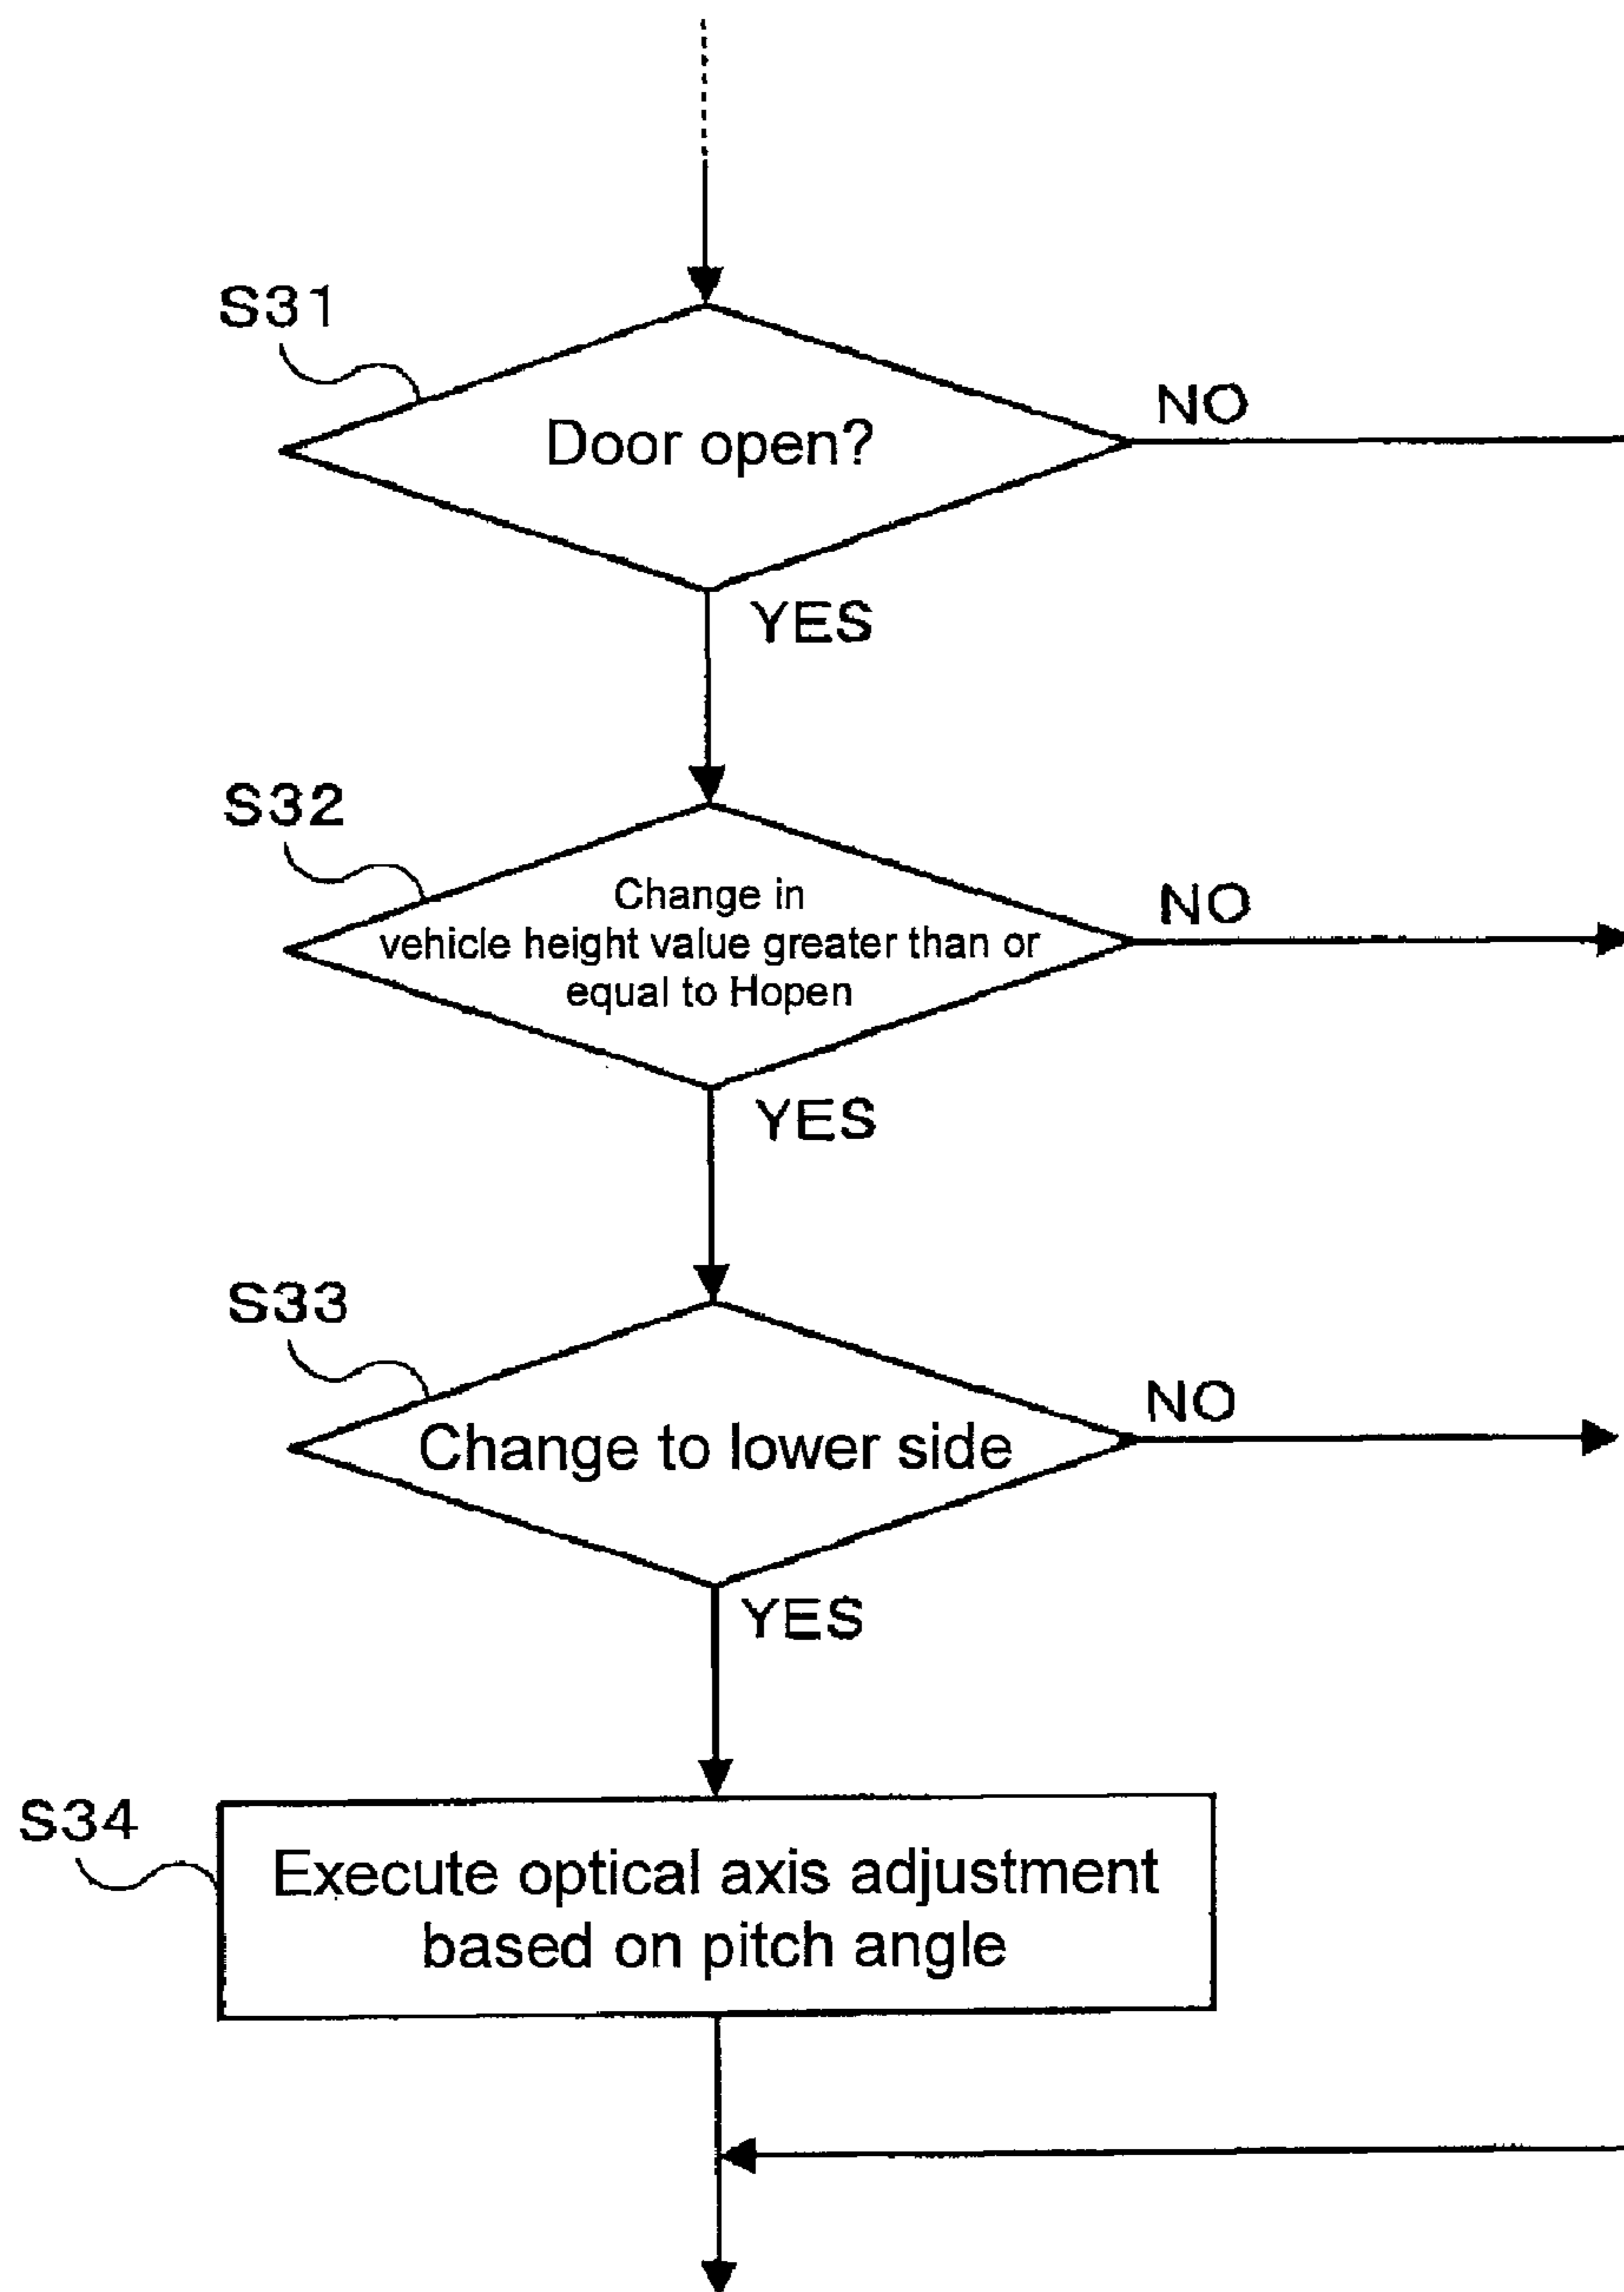 S31
Door open?
NO
YES
S32
Change in
vehicle height value greater than or
equal to Hopen
NO
YES
S33
Change to lower side
NO
YES
S34
Execute optical axis adjustment
based on pitch angle